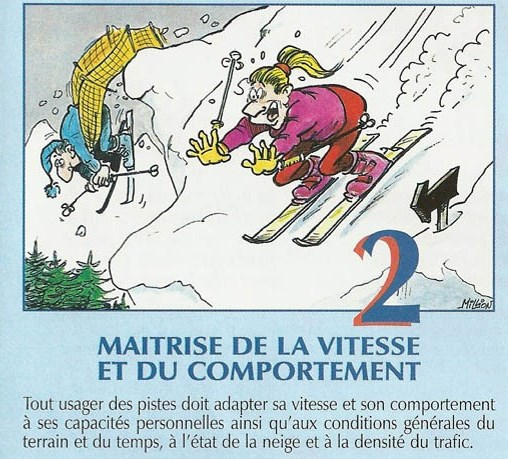 MILLION
2
MAITRISE DE LA VITESSE
ET DU COMPORTEMENT
Tout usager des pistes doit adapter sa vitesse et son comportement
à ses capacités personnelles ainsi qu'aux conditions générales du
terrain et du temps, à l'état de la neige et à la densité du trafic.